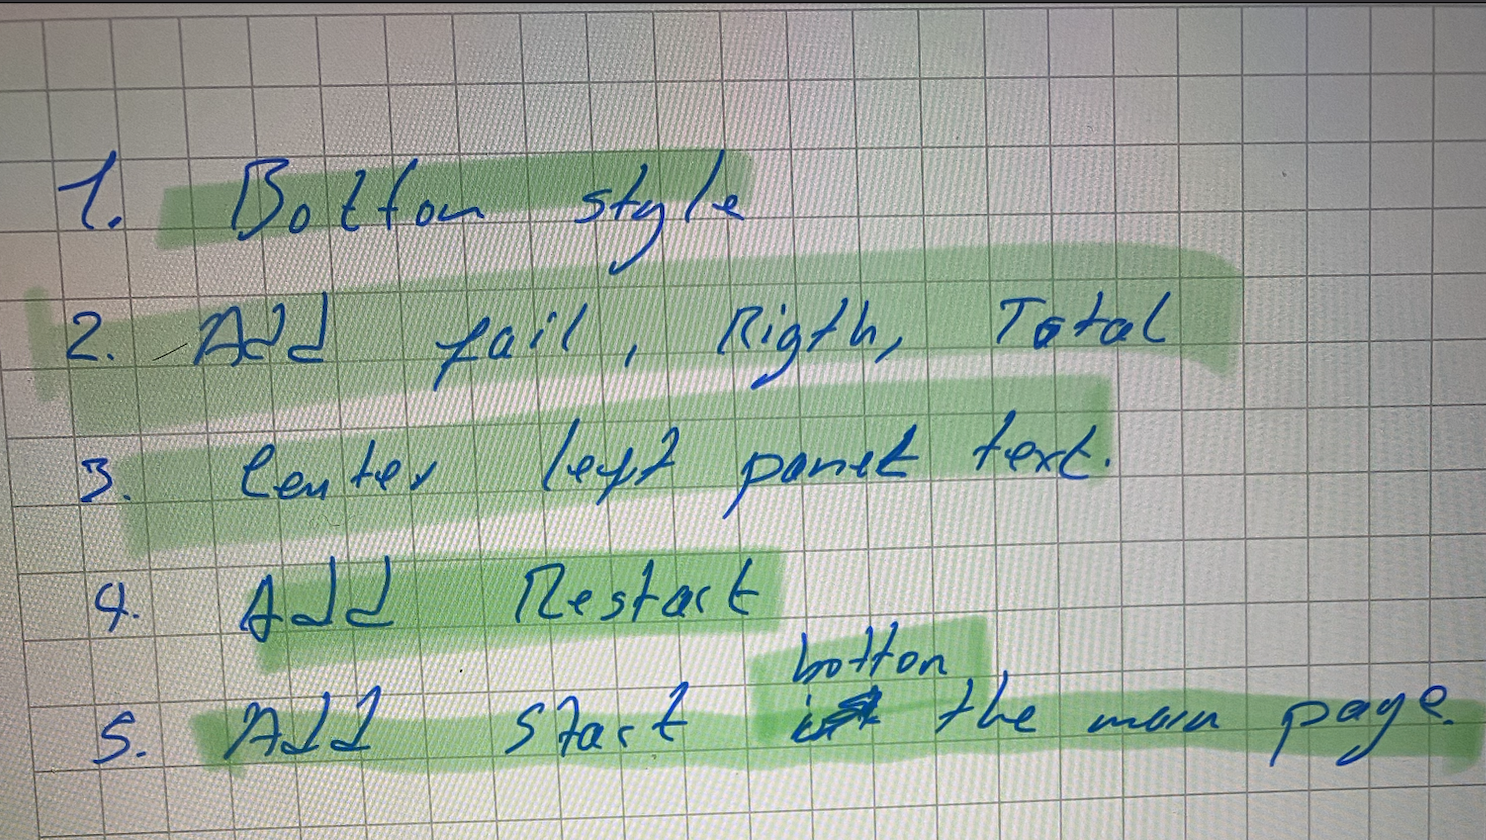 1. Botton style
2. Add fail, Rigth, Total
3. Center left panel text.
4. Add Restart
botton
5. Add Start the main page.